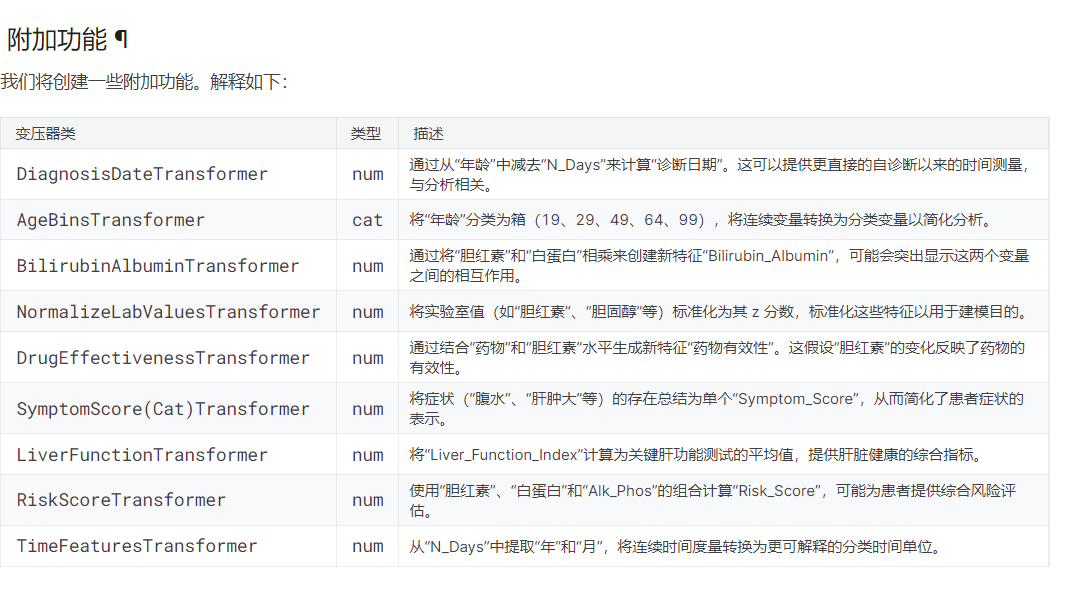 附加功能 ¶
我们将创建一些附加功能。解释如下：
变压器类 类型 描述
DiagnosisDateTransformer num 通过从“年龄”中减去“N_Days”来计算“诊断日期”。这可以提供更直接的自诊断以来的时间测量，
与分析相关。
AgeBinsTransformer cat 将“年龄”分类为箱（19、29、49、64、99），将连续变量转换为分类变量以简化分析。
BilirubinAlbuminTransformer num 通过将“胆红素”和“白蛋白”相乘来创建新特征“Bilirubin_Albumin”，可能会突出显示这两个变量
之间的相互作用。
NormalizeLabValuesTransformer num 将实验室值（如“胆红素”、“胆固醇”等）标准化为其 z 分数，标准化这些特征以用于建模目的。
DrugEffectivenessTransformer num 通过结合“药物”和“胆红素”水平生成新特征“药物有效性”。这假设“胆红素”的变化反映了药物的
有效性。
SymptomScore(Cat)Transformer num 将症状（“腹水”、“肝肿大”等）的存在总结为单个“Symptom_Score”，从而简化了患者症状的
表示。
LiverFunctionTransformer num 将“Liver_Function_Index”计算为关键肝功能测试的平均值，提供肝脏健康的综合指标。
RiskScoreTransformer num 使用“胆红素”、“白蛋白”和“Alk_Phos”的组合计算“Risk_Score”，可能为患者提供综合风险评
估。
TimeFeaturesTransformer num 从“N_Days”中提取“年”和“月”，将连续时间度量转换为更可解释的分类时间单位。